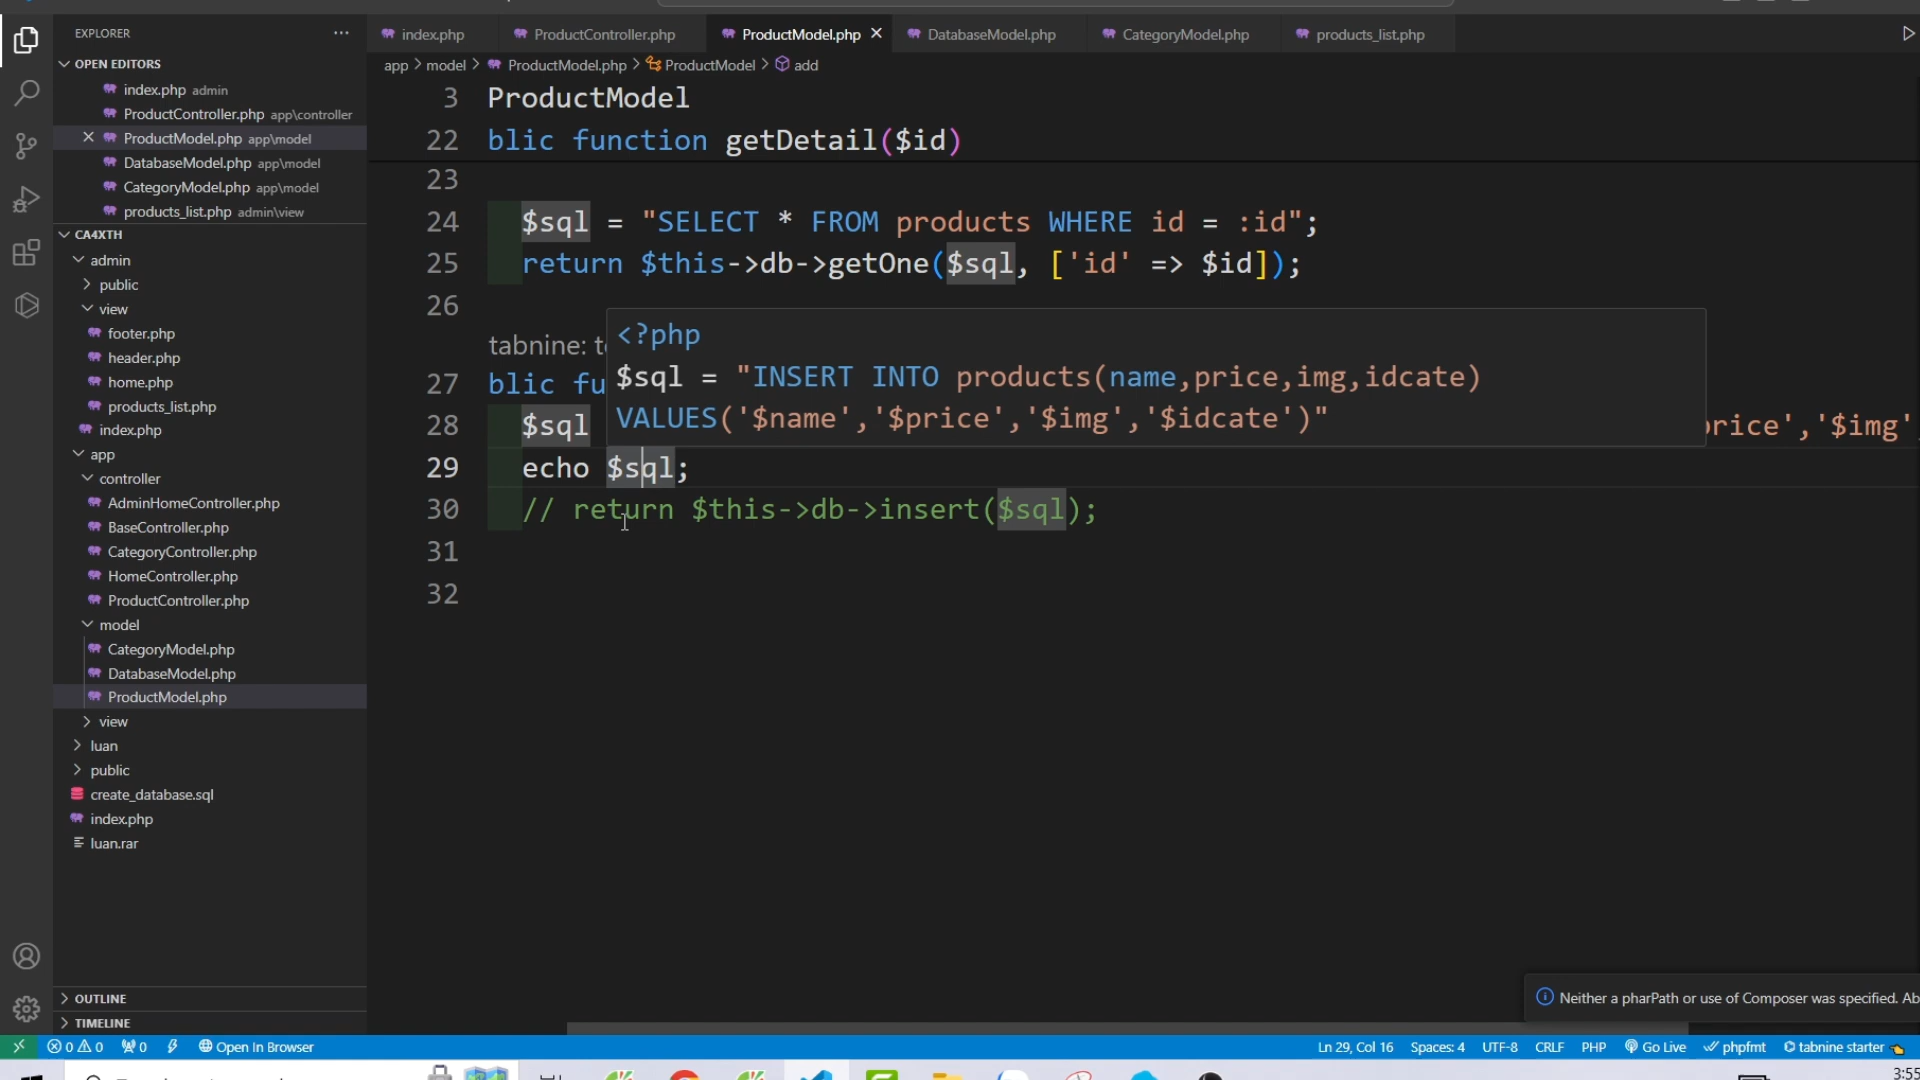 EXPLORER
index.php
ProductController.php
ProductModel.php
DatabaseModel.php
CategoryModel.php
products_list.php
OPEN EDITORS
index.php admin
ProductController.php app\controller
ProductModel.php app\model
DatabaseModel.php app\model
CategoryModel.php app\model
products_list.php admin\view
CA4XTH
admin
public
view
footer.php
header.php
home.php
products_list.php
index.php
app
controller
AdminHomeController.php
BaseController.php
CategoryController.php
HomeController.php
ProductController.php
model
CategoryModel.php
DatabaseModel.php
ProductModel.php
view
luan
public
create_database.sql
index.php
luan.rar
OUTLINE
TIMELINE
app > model > ProductModel.php > ProductModel > add
3 ProductModel
22 blic function getDetail($id)
23
24 $sql = "SELECT * FROM products WHERE id = :id";
25 return $this->db->getOne($sql, ['id' => $id]);
26
<?php
tabnine:
$sql = "INSERT INTO products(name,price,img,idcate)
VALUES('$name','$price','$img','$idcate')"
27 blic fu
28 $sql rice','$img'
29 echo $sql;
30 // return $this->db->insert($sql);
31
32
Neither a pharPath or use of Composer was specified. Ab
0 0 0 Open In Browser
Ln 29, Col 16 Spaces: 4 UTF-8 CRLF PHP Go Live phpfmt tabnine starter
3:55